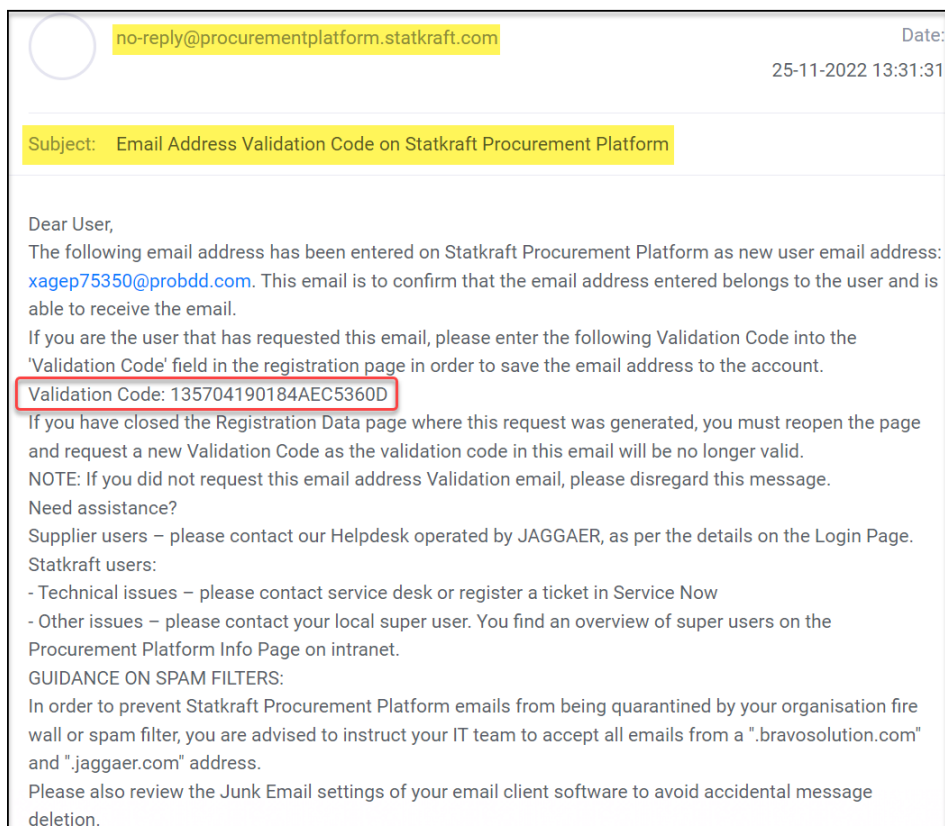 no-reply@procurementplatform.statkraft.com
Date:
25-11-2022 13:31:31
Subject: Email Address Validation Code on Statkraft Procurement Platform
Dear User,
The following email address has been entered on Statkraft Procurement Platform as new user email address:
xagep75350@probdd.com. This email is to confirm that the email address entered belongs to the user and is
able to receive the email.
If you are the user that has requested this email, please enter the following Validation Code into the
'Validation Code' field in the registration page in order to save the email address to the account.
Validation Code: 135704190184AEC5360D
If you have closed the Registration Data page where this request was generated, you must reopen the page
and request a new Validation Code as the validation code in this email will be no longer valid.
NOTE: If you did not request this email address Validation email, please disregard this message.
Need assistance?
Supplier users – please contact our Helpdesk operated by JAGGAER, as per the details on the Login Page.
Statkraft users:
- Technical issues – please contact service desk or register a ticket in Service Now
- Other issues – please contact your local super user. You find an overview of super users on the
Procurement Platform Info Page on intranet.
GUIDANCE ON SPAM FILTERS:
In order to prevent Statkraft Procurement Platform emails from being quarantined by your organisation fire
wall or spam filter, you are advised to instruct your IT team to accept all emails from a ".bravosolution.com"
and ".jaggaer.com" address.
Please also review the Junk Email settings of your email client software to avoid accidental message
deletion.